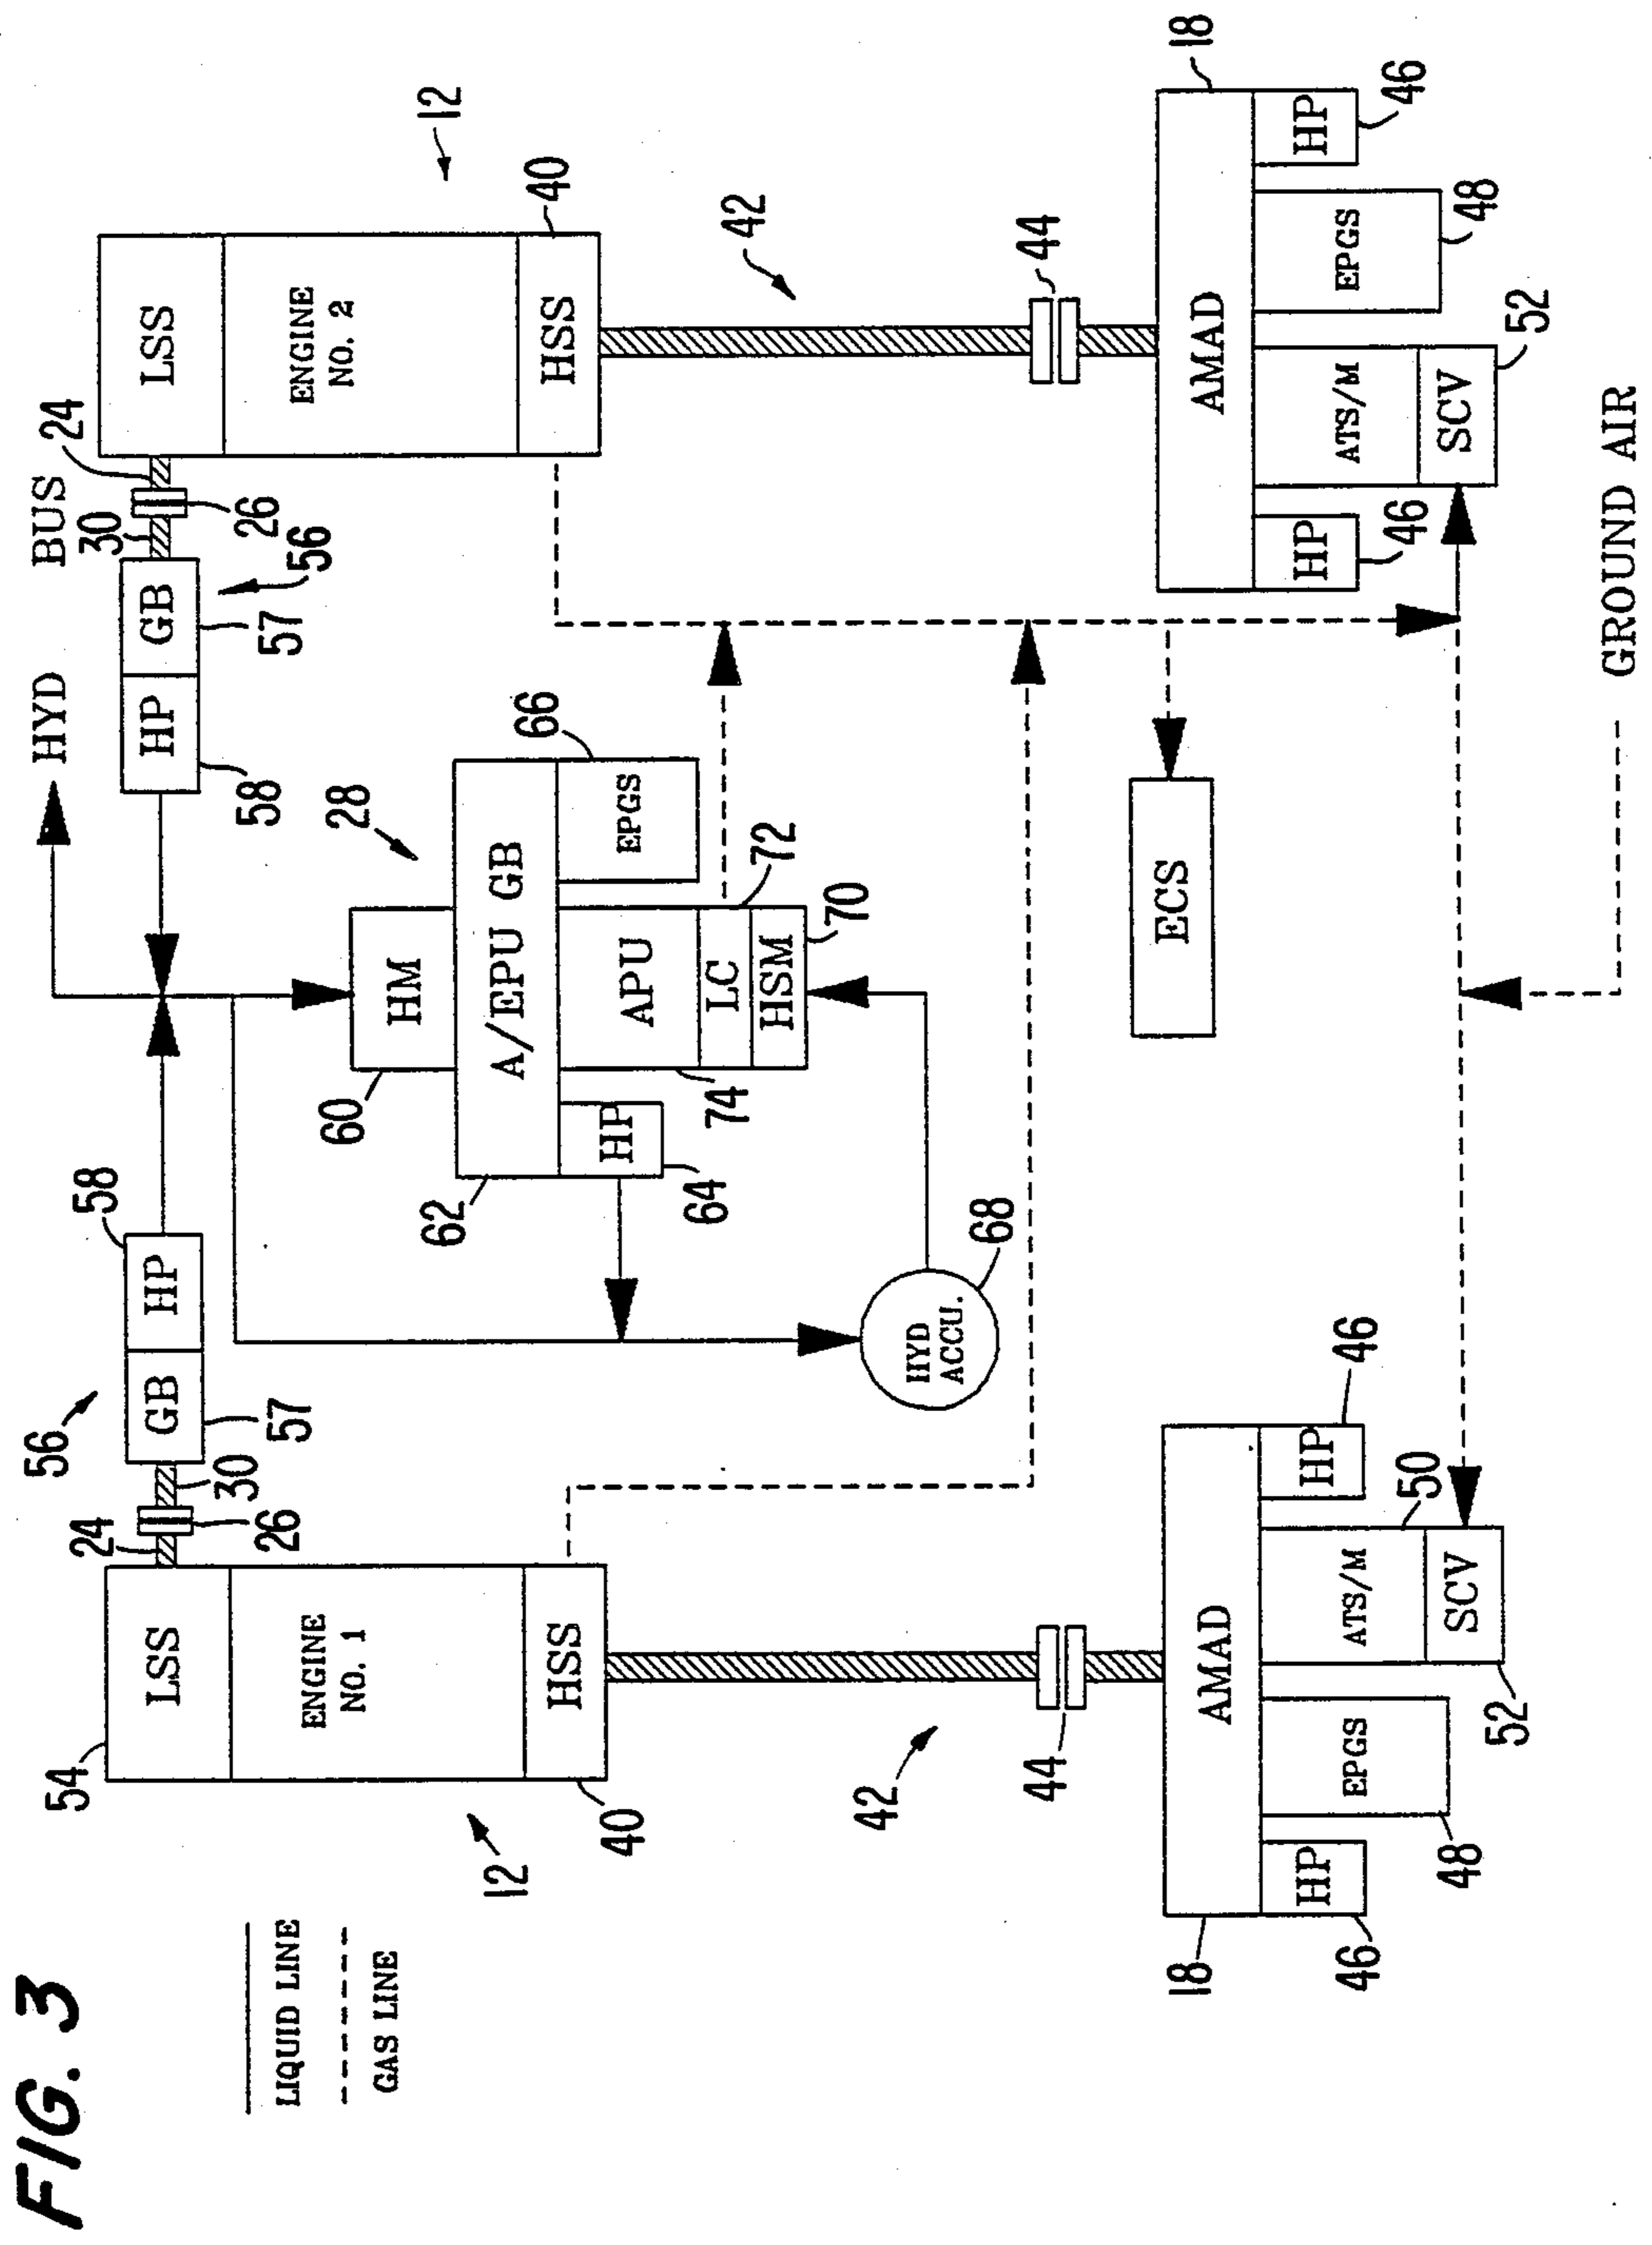 FIG. 3
LIQUID LINE
GAS LINE
HYD BUS
54
LSS
ENGINE
NO. 1
HSS
40
12
24
26
30
56
GB
HP
57
58
HP
GB
58
57
56
30
26
24
LSS
ENGINE
NO. 2
HSS
40
12
28
HM
60
A/EPU GB
62
HP
64
APU
74
LC
72
HSM
70
EPGS
66
HYD
ACCU.
68
42
44
42
44
ECS
18
AMAD
HP
46
EPGS
48
ATS/M
50
SCV
52
HP
46
AMAD
18
HP
46
ATS/M
SCV
52
EPGS
48
HP
46
GROUND AIR